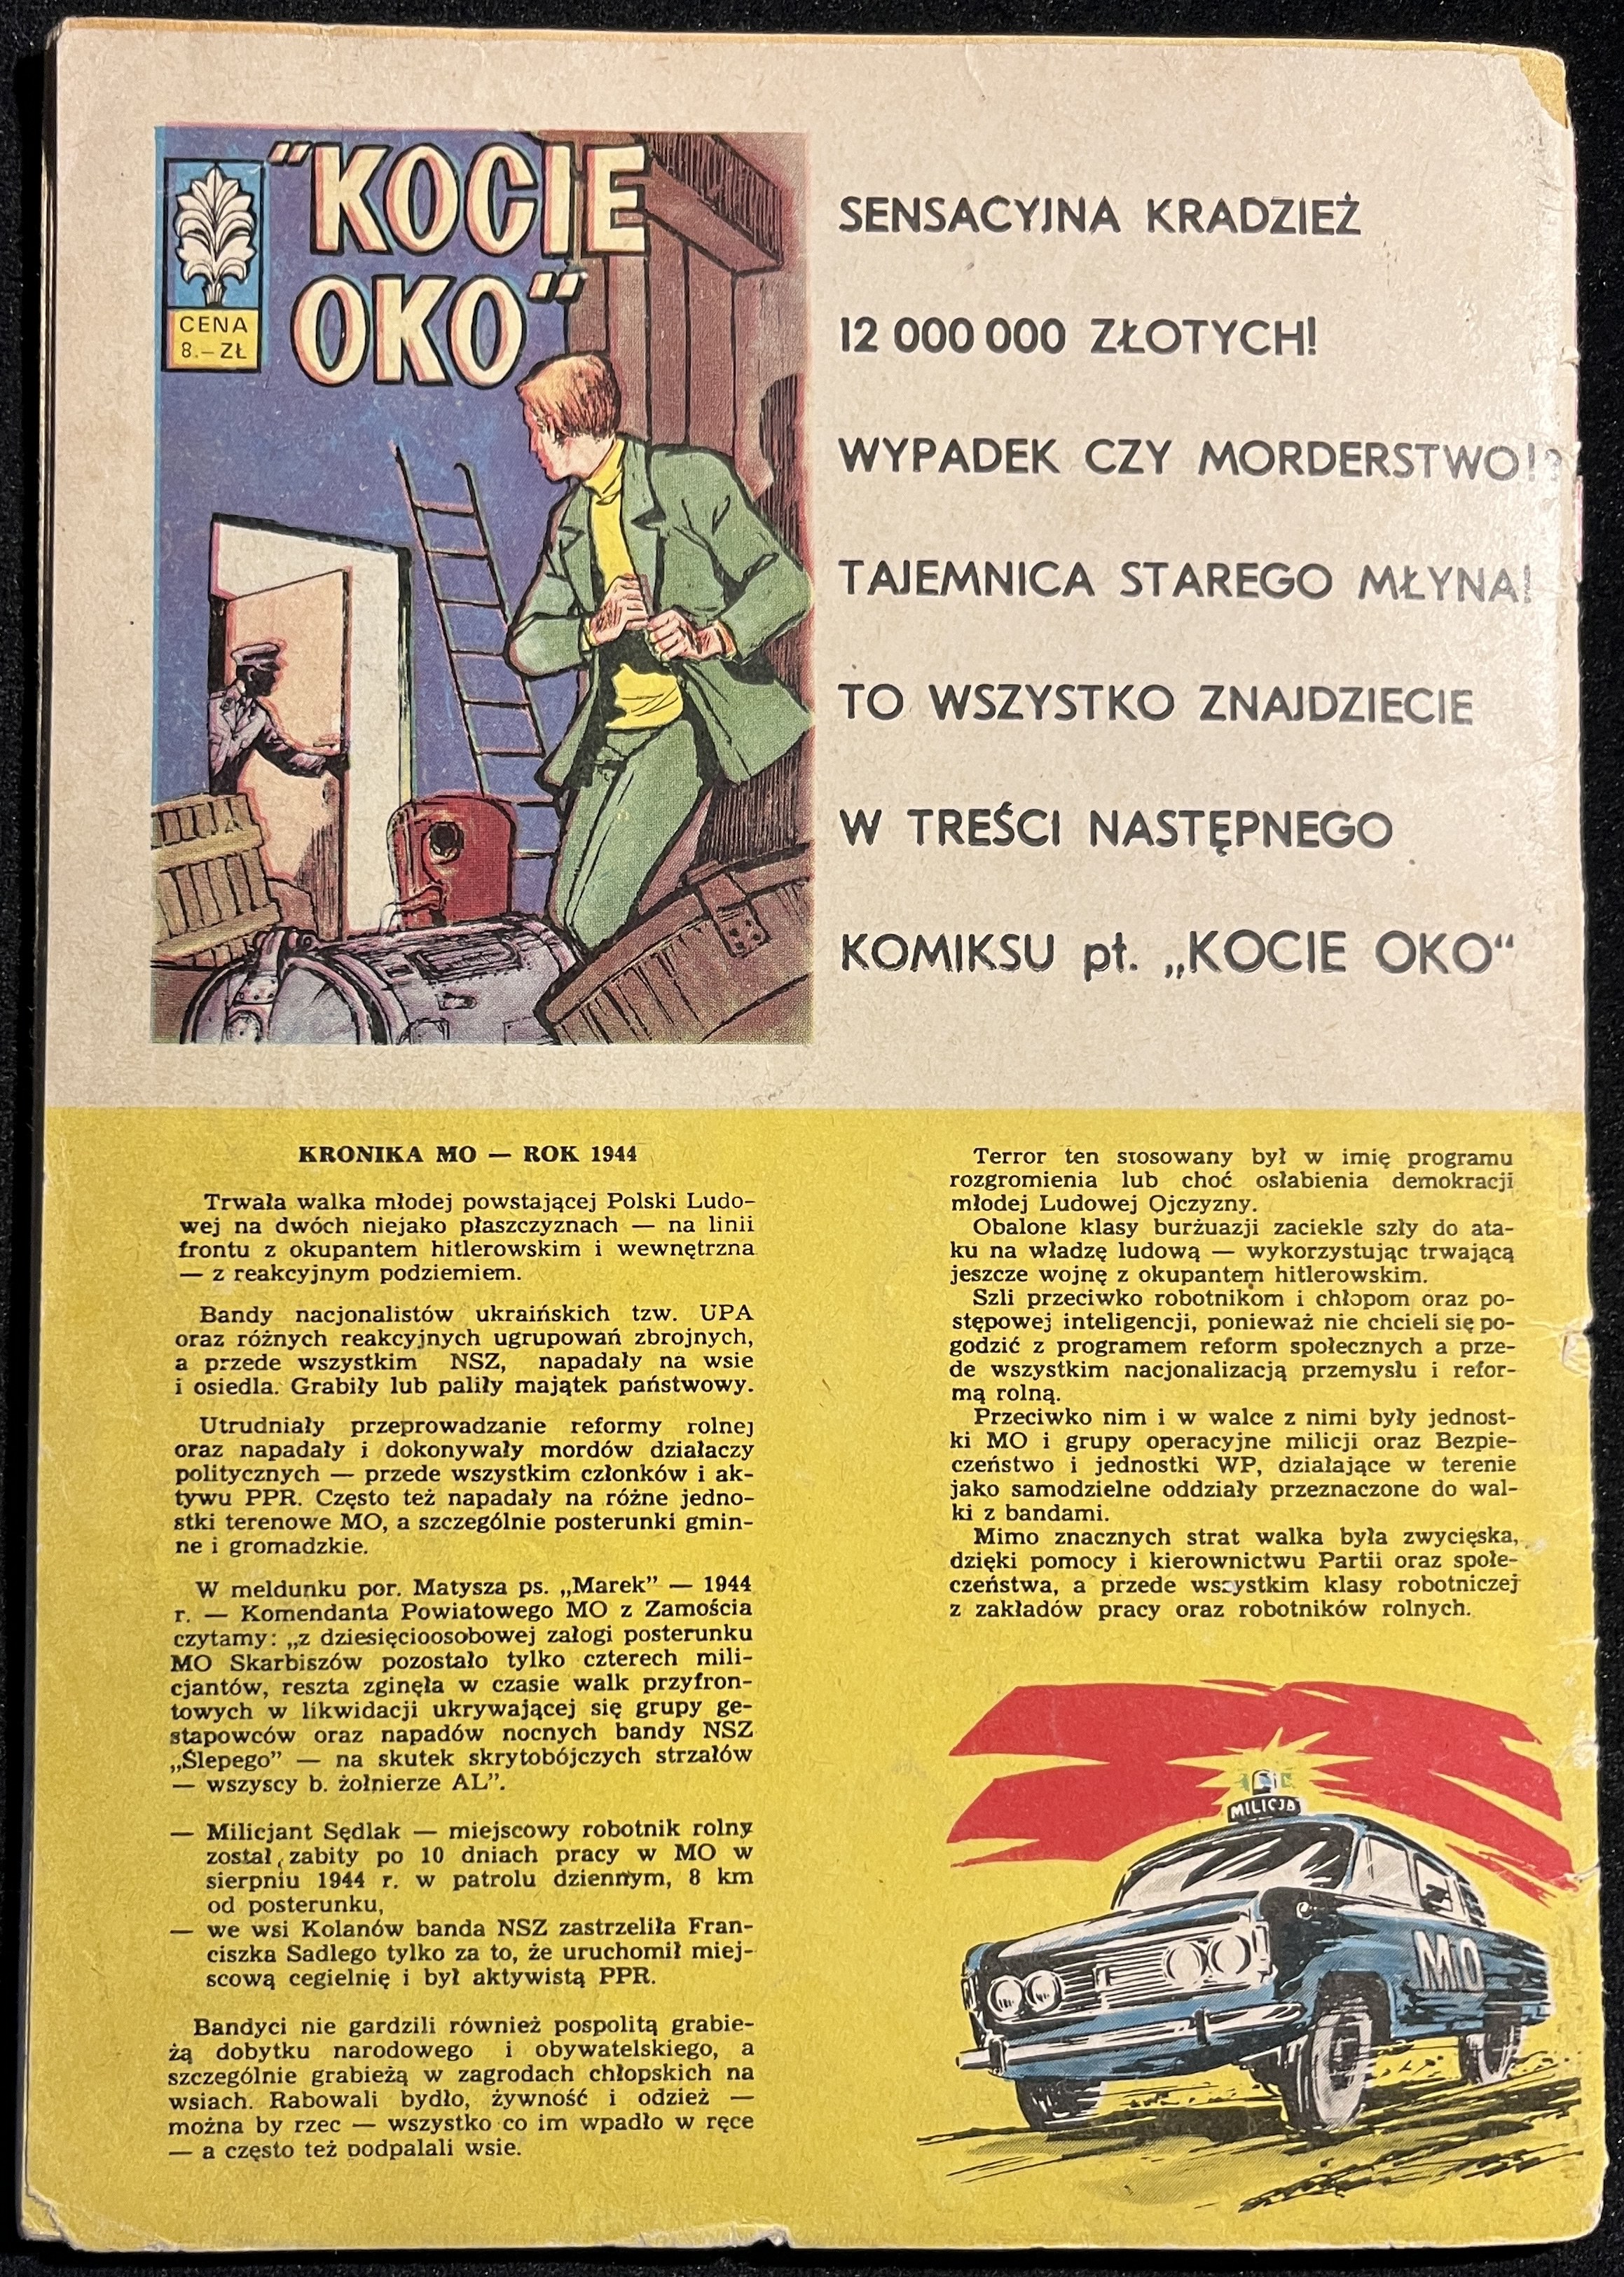 "KOCIE
OKO"
CENA
8.— ZŁ
SENSACYJNA KRADZIEŻ
12 000 000 ZŁOTYCH!
WYPADEK CZY MORDERSTWO!?
TAJEMNICA STAREGO MŁYNA!
TO WSZYSTKO ZNAJDZIECIE
W TREŚCI NASTĘPNEGO
KOMIKSU pt. „KOCIE OKO“
KRONIKA MO — ROK 1944
Trwała walka młodej powstającej Polski Ludo-
wej na dwóch niejako płaszczyznach — na linii
frontu z okupantem hitlerowskim i wewnętrzna
— z reakcyjnym podziemiem.
Bandy nacjonalistów ukraińskich tzw. UPA
oraz różnych reakcyjnych ugrupowań zbrojnych,
a przede wszystkim NSZ, napadały na wsie
i osiedla. Grabiły lub paliły majątek państwowy.
Utrudniały przeprowadzanie reformy rolnej
oraz napadały i dokonywały mordów działaczy
politycznych — przede wszystkim członków i ak-
tywu PPR. Często też napadały na różne jedno-
stki terenowe MO, a szczególnie posterunki gmin-
ne i gromadzkie.
W meldunku por. Matysza ps. „Marek” — 1944
r. — Komendanta Powiatowego MO z Zamościa
czytamy: „z dziesięcioosobowej załogi posterunku
MO Skarbiszów pozostało tylko czterech mili-
cjantów, reszta zginęła w czasie walk przyfron-
towych w likwidacji ukrywającej się grupy ge-
stapowców oraz napadów nocnych bandy NSZ
„Ślepego” — na skutek skrytobójczych strzałów
— wszyscy b. żołnierze AL”.
— Milicjant Sędlak — miejscowy robotnik rolny
został zabity po 10 dniach pracy w MO w
sierpniu 1944 r. w patrolu dziennym, 8 km
od posterunku,
— we wsi Kolanów banda NSZ zastrzeliła Fran-
ciszka Sadlego tylko za to, że uruchomił miej-
scową cegielnię i był aktywistą PPR.
Bandyci nie gardzili również pospolitą grabie-
żą dobytku narodowego i obywatelskiego, a
szczególnie grabieżą w zagrodach chłopskich na
wsiach. Rabowali bydło, żywność i odzież —
można by rzec — wszystko co im wpadło w ręce
— a często też podpalali wsie.
Terror ten stosowany był w imię programu
rozgromienia lub choć osłabienia demokracji
młodej Ludowej Ojczyzny.
Obalone klasy burżuazji zaciekle szły do ata-
ku na władzę ludową — wykorzystując trwającą
jeszcze wojnę z okupantem hitlerowskim.
Szli przeciwko robotnikom i chłopom oraz po-
stępowej inteligencji, ponieważ nie chcieli się po-
godzić z programem reform społecznych a prze-
de wszystkim nacjonalizacją przemysłu i refor-
mą rolną.
Przeciwko nim i w walce z nimi były jednost-
ki MO i grupy operacyjne milicji oraz Bezpie-
czeństwo i jednostki WP, działające w terenie
jako samodzielne oddziały przeznaczone do wal-
ki z bandami.
Mimo znacznych strat walka była zwycięska,
dzięki pomocy i kierownictwu Partii oraz społe-
czeństwa, a przede wszystkim klasy robotniczej
z zakładów pracy oraz robotników rolnych.
MILICJA
MO